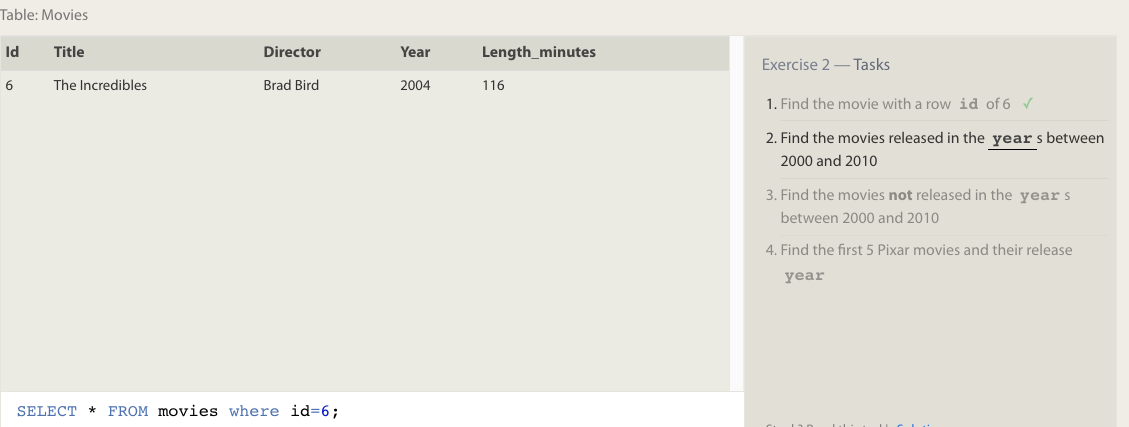 Table: Movies
Id Title Director Year Length_minutes
6 The Incredibles Brad Bird 2004 116
SELECT * FROM movies where id=6;
Exercise 2 — Tasks
1. Find the movie with a row id of 6 ✓
2. Find the movies released in the year s between
2000 and 2010
3. Find the movies not released in the year s
between 2000 and 2010
4. Find the first 5 Pixar movies and their release
year